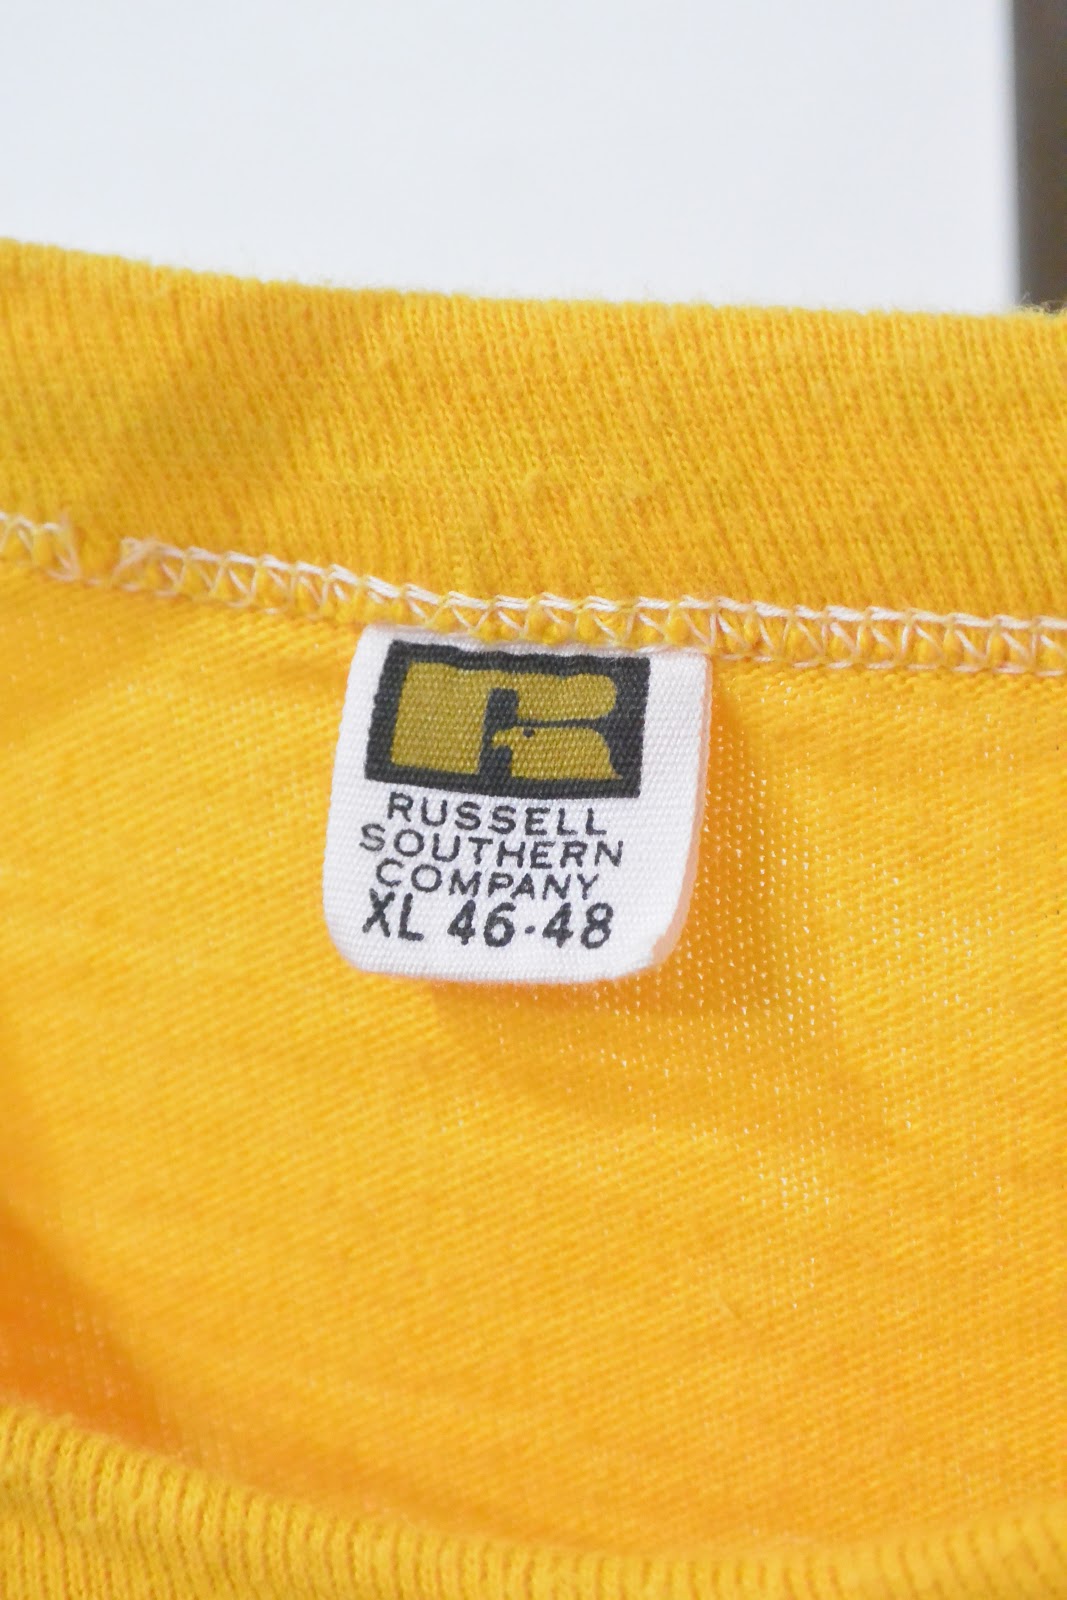 R
RUSSELL
SOUTHERN
COMPANY
XL 46-48